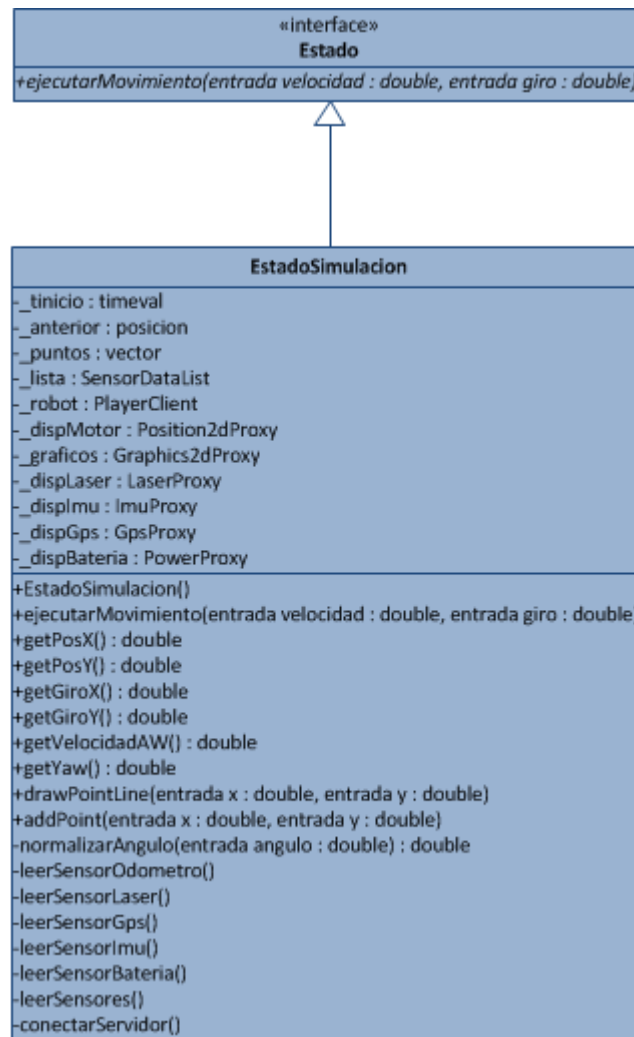 «interface»
Estado
+ejecutarMovimiento(entrada velocidad : double, entrada giro : double)
EstadoSimulacion
-_tinicio : timeval
-_anterior : posicion
-_puntos : vector
-_lista : SensorDataList
-_robot : PlayerClient
-_dispMotor : Position2dProxy
-_graficos : Graphics2dProxy
-_dispLaser : LaserProxy
-_dispImu : ImuProxy
-_dispGps : GpsProxy
-_dispBateria : PowerProxy
+EstadoSimulacion()
+ejecutarMovimiento(entrada velocidad : double, entrada giro : double
+getPosX() : double
+getPosY() : double
+getGiroX() : double
+getGiroY() : double
+getVelocidadAW() : double
+getYaw() : double
+drawPointLine(entrada x : double, entrada y : double)
+addPoint(entrada x : double, entrada y : double)
-normalizarAngulo(entrada angulo : double) : double
-leerSensorOdometro()
-leerSensorLaser()
-leerSensorGps()
-leerSensorImu()
-leerSensorBateria()
-leerSensores()
-conectarServidor()